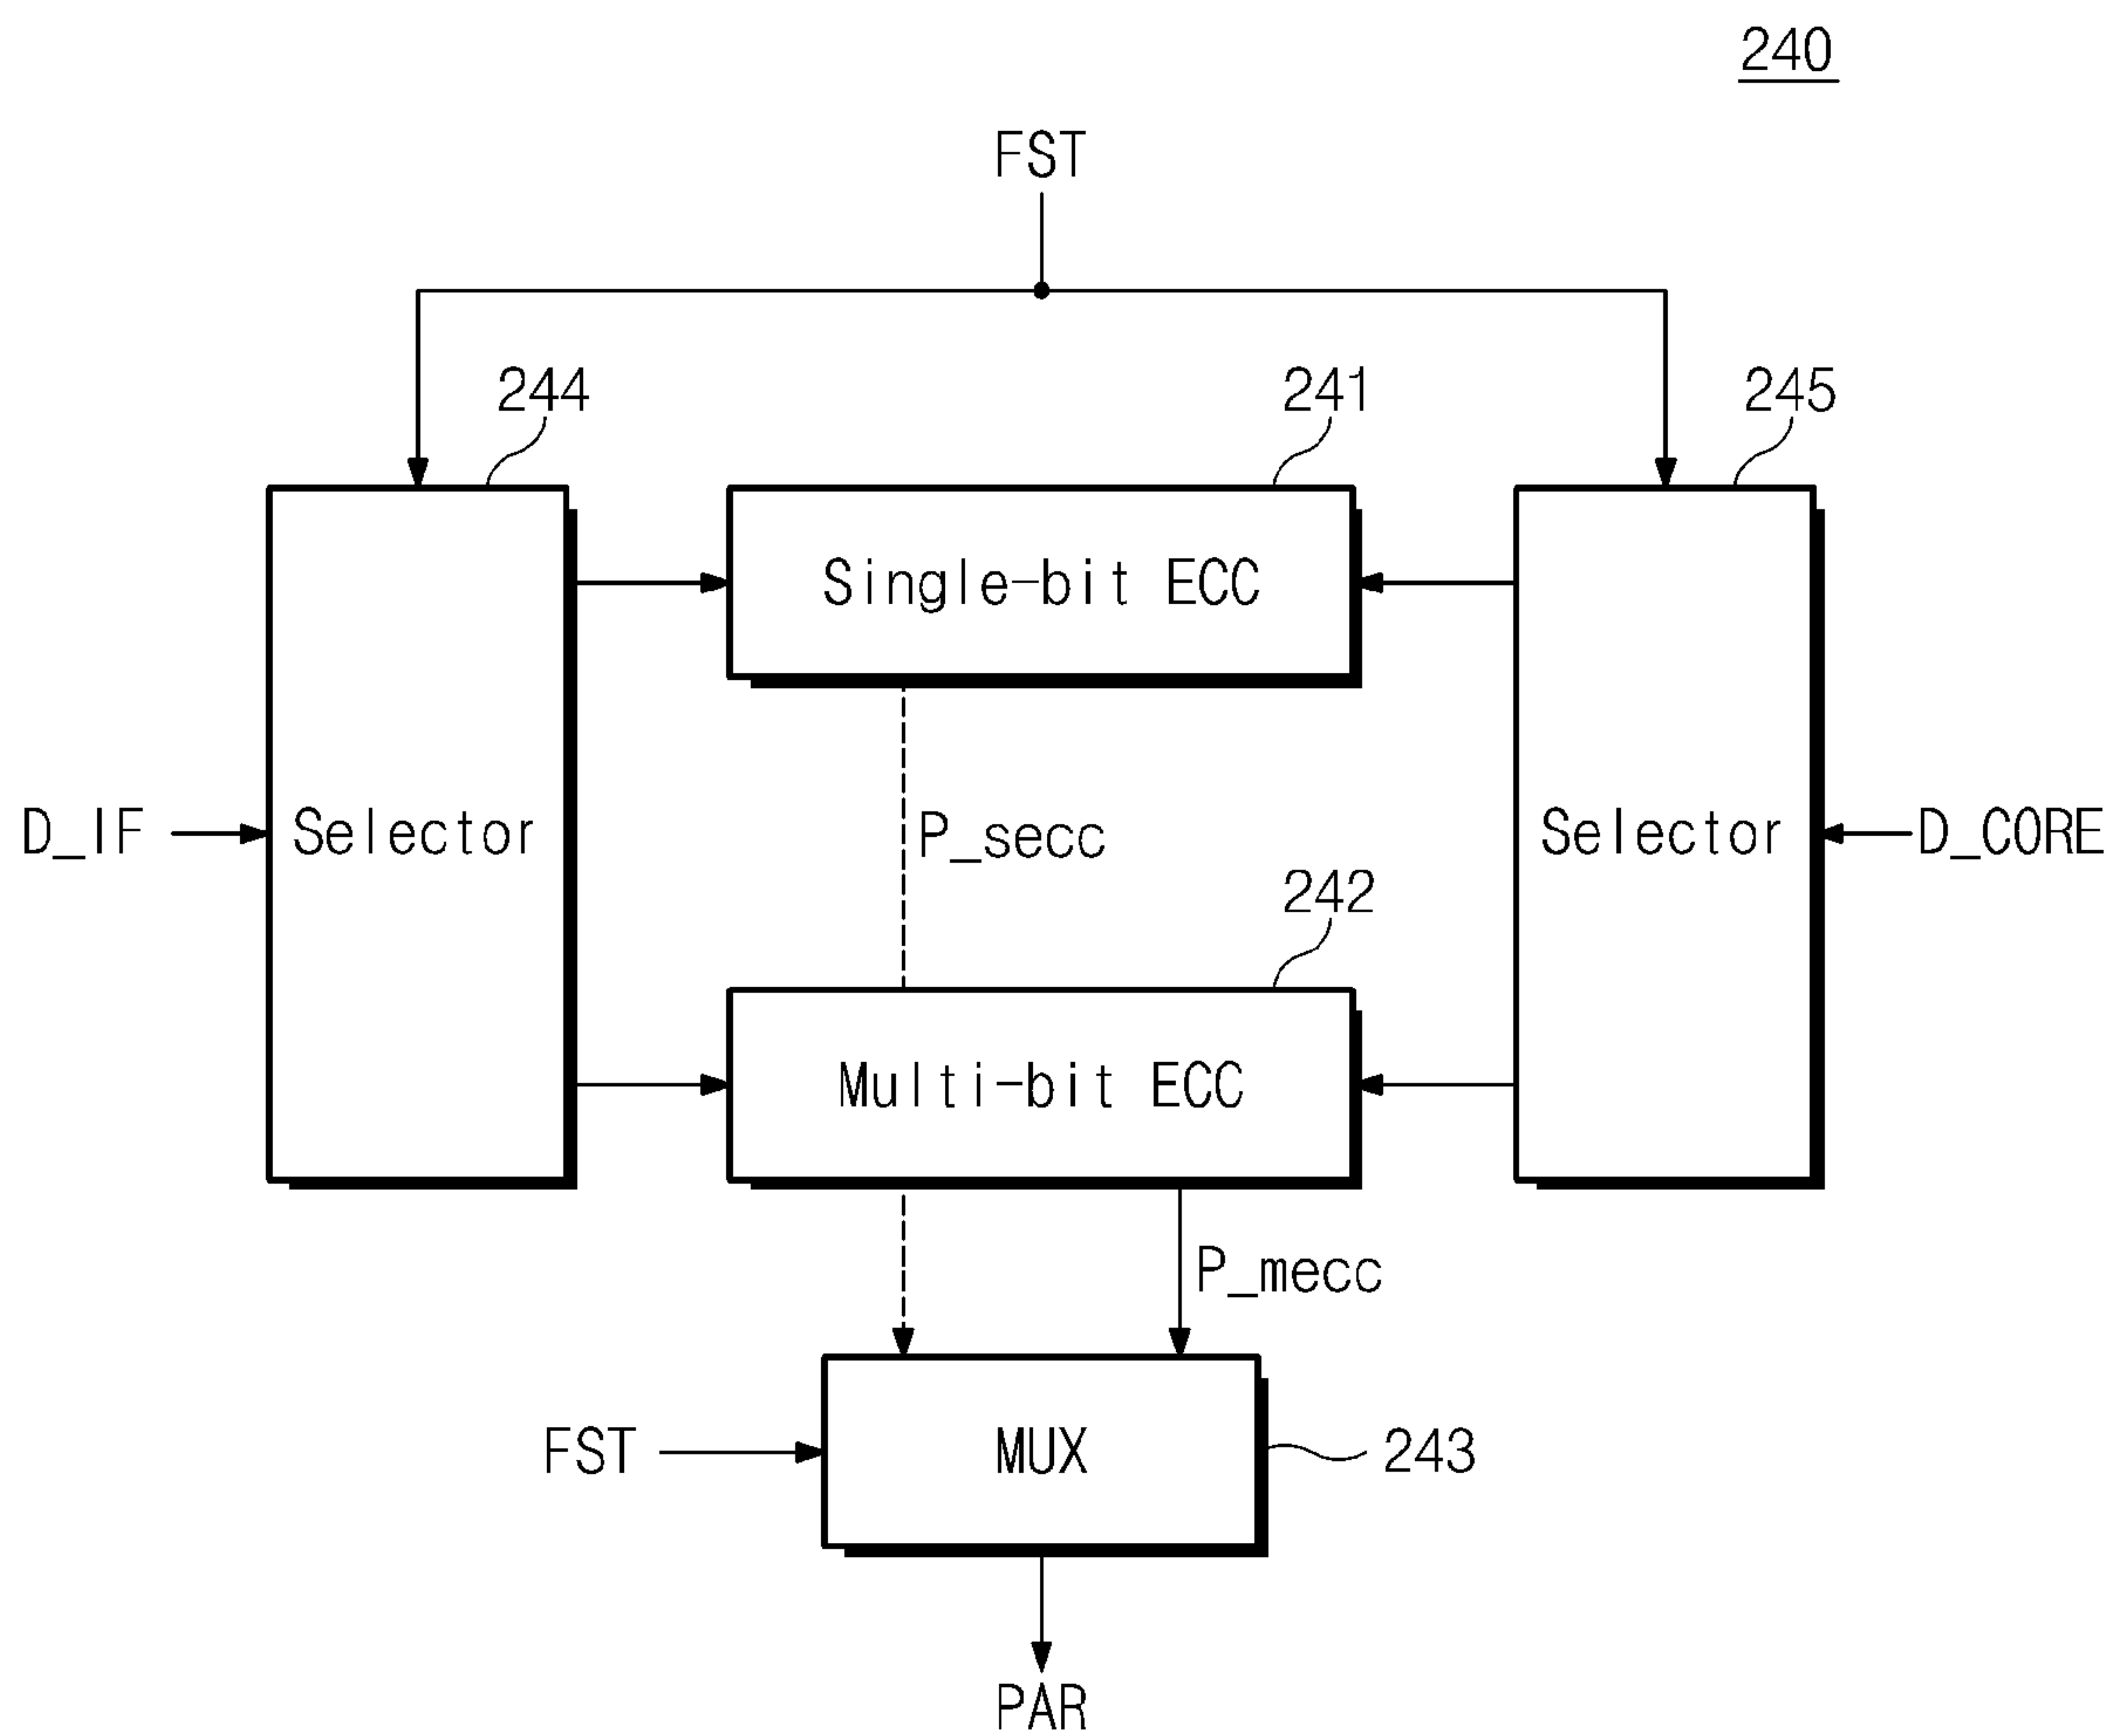 240
FST
244
241
245
Single-bit ECC
D_IF
Selector
P_secc
Selector
D_CORE
242
Multi-bit ECC
P_mecc
FST
MUX
243
PAR